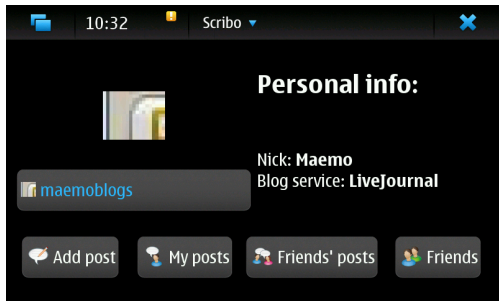 10:32 Scribo
Personal info:
Nick: Maemo
Blog service: LiveJournal
maemoblogs
Add post My posts Friends' posts Friends